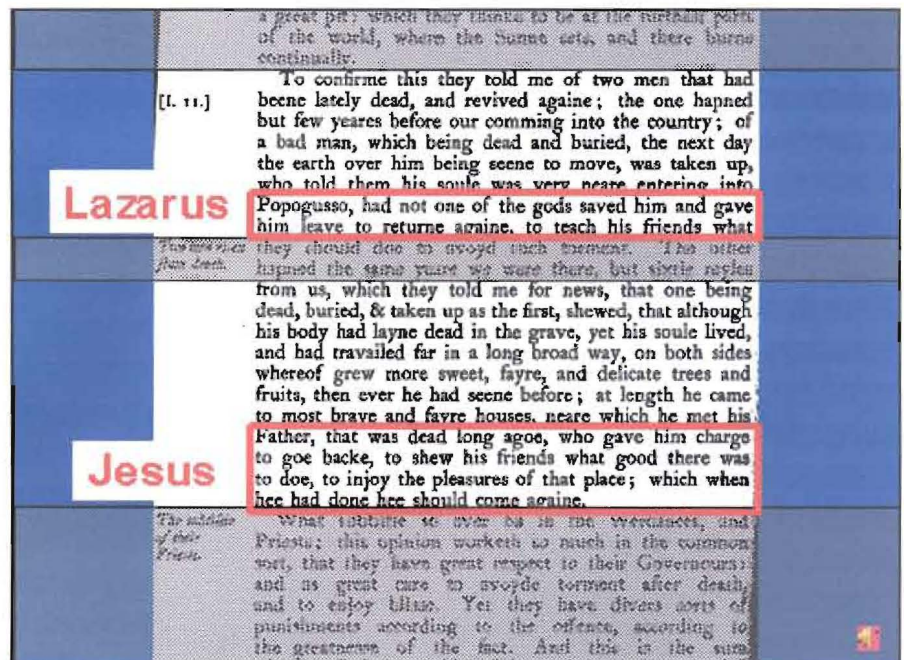 a great pit; which they thinke to be at the furthest parts
of the world, where the Sunne sets, and there burne
continually.
To confirme this they told me of two men that had
[I. 11.]
beene lately dead, and revived againe; the one hapned
but few yeares before our comming into the country; of
a bad man, which being dead and buried, the next day
the earth over him being seene to move, was taken up,
who told them his soule was very neare entering into
Lazarus
Popogusso, had not one of the gods saved him and gave
him leave to returne againe, to teach his friends what
they should doe to avoyd such torment. The other
from death.
hapned the same yeare we were there, but sixtie myles
from us, which they told me for news, that one being
dead, buried, & taken up as the first, shewed, that although
his body had layne dead in the grave, yet his soule lived,
and had travailed far in a long broad way, on both sides
whereof grew more sweet, fayre, and delicate trees and
fruits, then ever he had seene before; at length he came
to most brave and fayre houses, neare which he met his
Father, that was dead long agoe, who gave him charge
Jesus
to goe backe, to shew his friends what good there was
to doe, to injoy the pleasures of that place; which when
hee had done hee should come againe.
The subtiltie
of their
Priests.
What subtiltie so ever be in the Werowances, and
Priests; this opinion worketh so much in the common
sort, that they have great respect to their Governours:
and as great care to avoyde torment after death,
and to enjoy blisse. Yet they have divers sorts of
punishments according to the offence, according to
the greatnesse of the fact. And this is the sum